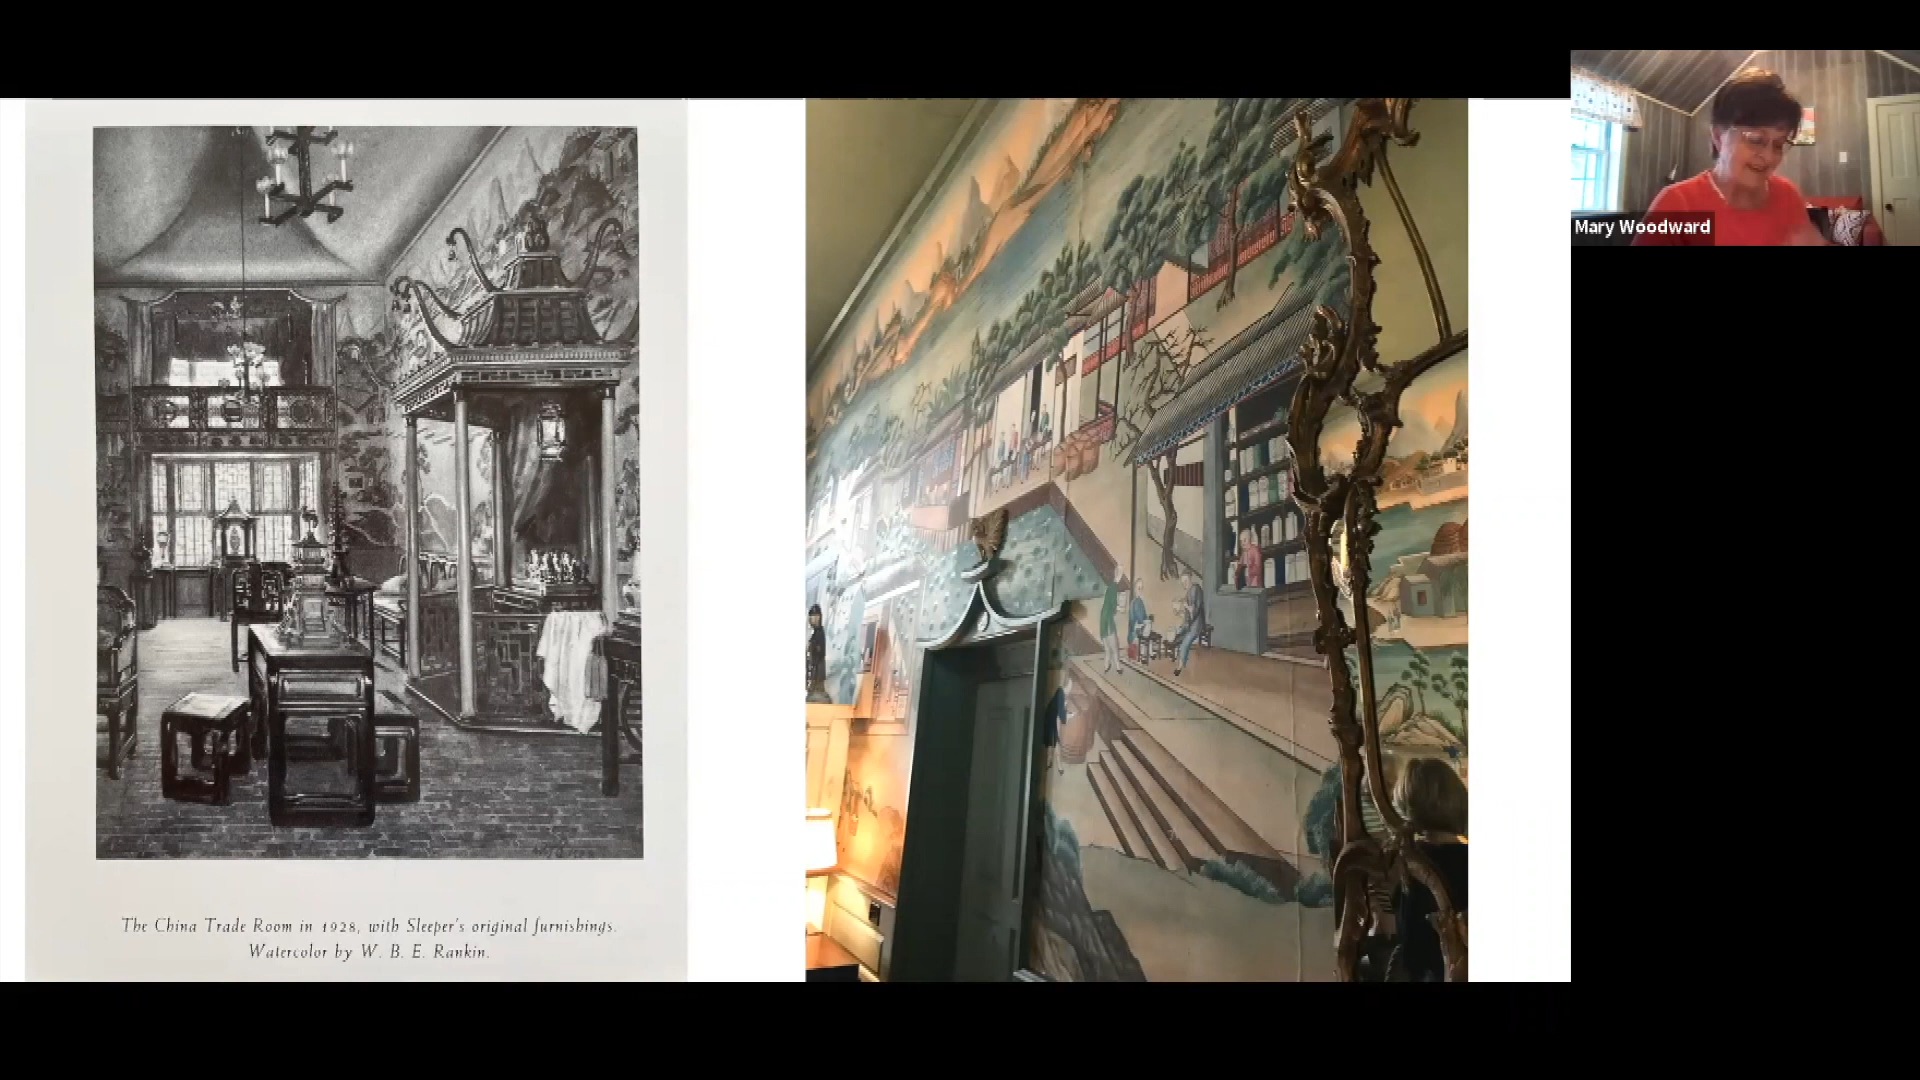 The China Trade Room in 1928, with Sleeper's original furnishings.
Watercolor by W. B. E. Rankin.
Mary Woodward